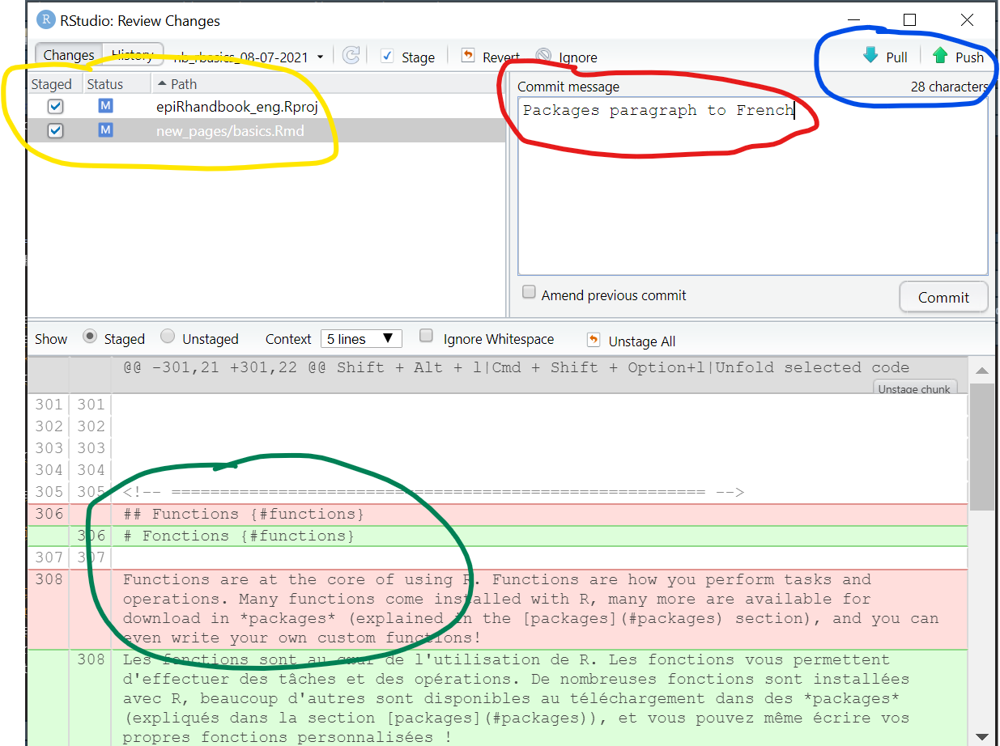 RStudio: Review Changes
Changes History nb_rbasics_08-07-2021 Stage Revert Ignore Pull Push
Staged Status Path
epiRhandbook_eng.Rproj
new_pages/basics.Rmd
Commit message 28 characters
Packages paragraph to French
Amend previous commit Commit
Show Staged Unstaged Context 5 lines Ignore Whitespace Unstage All
@@ -301,21 +301,22 @@ Shift + Alt + l|Cmd + Shift + Option+l|Unfold selected code
Unstage chunk
301 301
302 302
303 303
304 304
305 305 <!-- ======================================================= -->
306 ## Functions {#functions}
306 # Fonctions {#functions}
307 307
308 Functions are at the core of using R. Functions are how you perform tasks and
operations. Many functions come installed with R, many more are available for
download in *packages* (explained in the [packages](#packages) section), and you can
even write your own custom functions!
308 Les fonctions sont au cœur de l'utilisation de R. Les fonctions vous permettent
d'effectuer des tâches et des opérations. De nombreuses fonctions sont installées
avec R, beaucoup d'autres sont disponibles au téléchargement dans des *packages*
(expliqués dans la section [packages](#packages)), et vous pouvez même écrire vos
propres fonctions personnalisées !